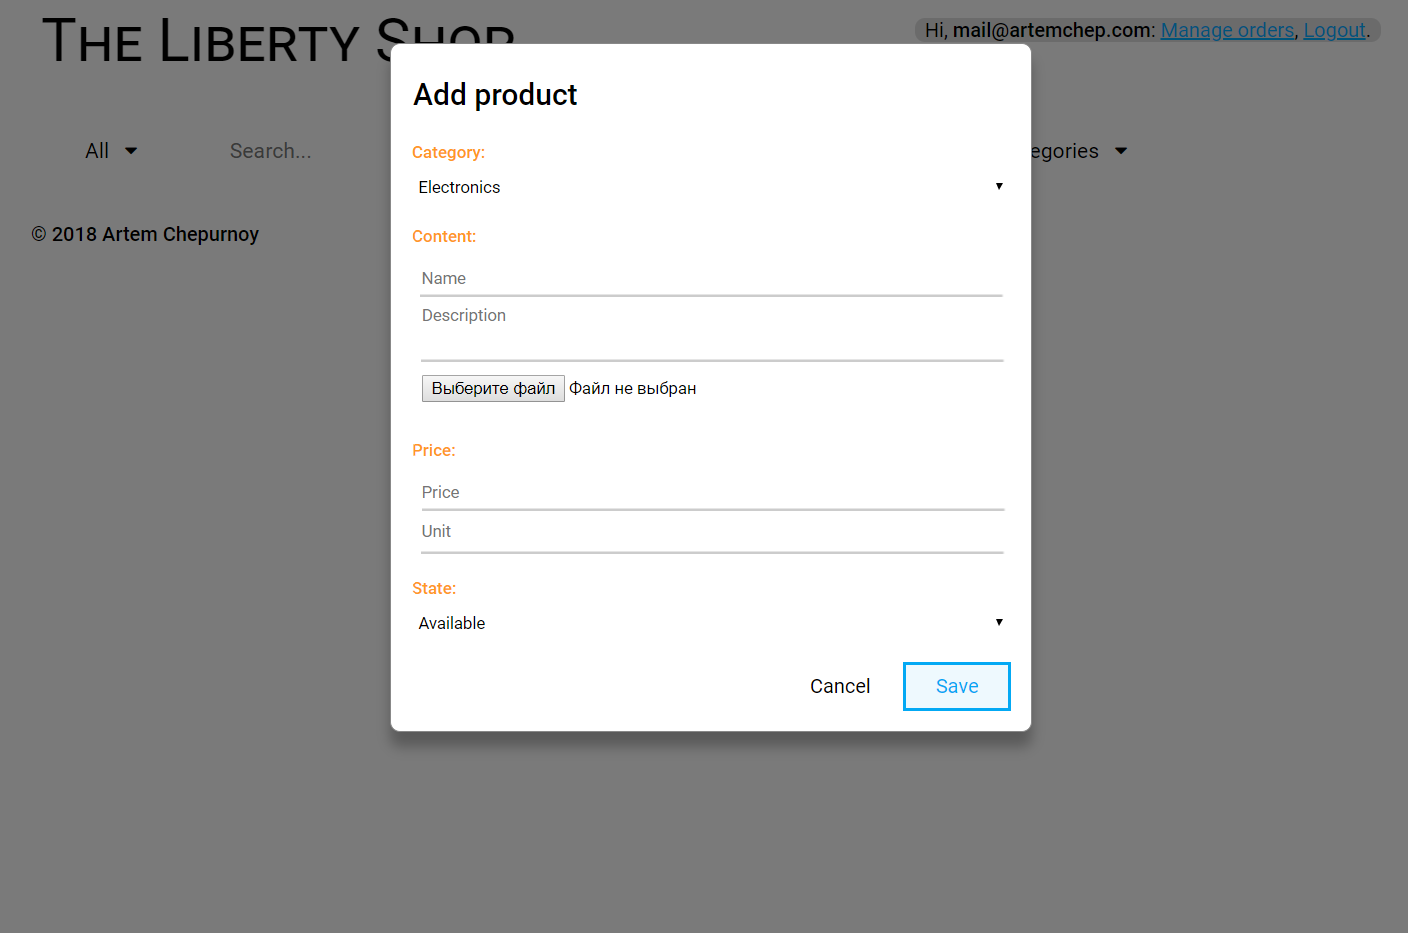 THE LIBERTY SHOP
Hi, mail@artemchep.com: Manage orders, Logout.
Add product
All
Search...
egories
Category:
Electronics
© 2018 Artem Chepurnoy
Content:
Name
Description
Выберите файл Файл не выбран
Price:
Price
Unit
State:
Available
Cancel
Save